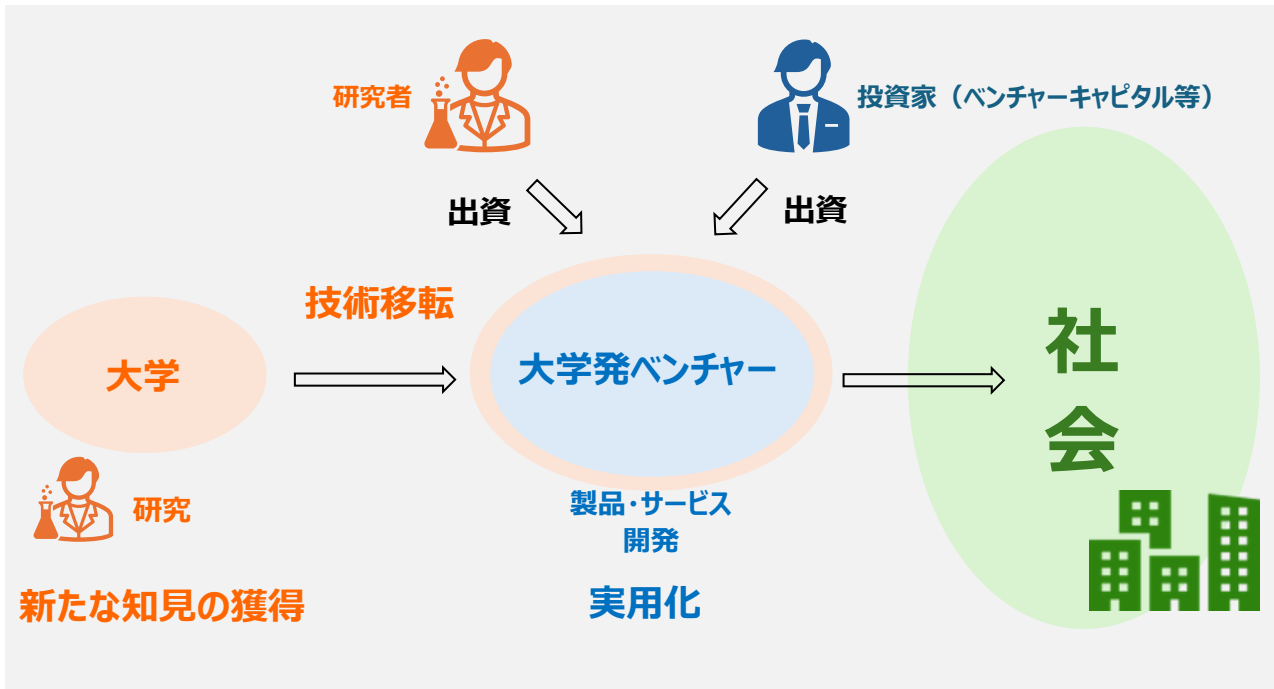 研究者
投資家（ベンチャーキャピタル等）
出資
出資
技術移転
大学
大学発ベンチャー
社
会
研究
製品・サービス
開発
新たな知見の獲得
実用化